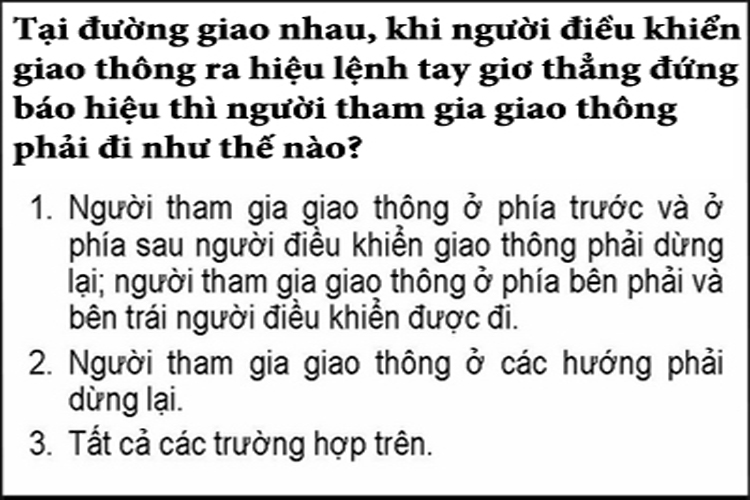 Tại đường giao nhau, khi người điều khiển
giao thông ra hiệu lệnh tay giơ thẳng đứng
báo hiệu thì người tham gia giao thông
phải đi như thế nào?
1. Người tham gia giao thông ở phía trước và ở
phía sau người điều khiển giao thông phải dừng
lại; người tham gia giao thông ở phía bên phải và
bên trái người điều khiển được đi.
2. Người tham gia giao thông ở các hướng phải
dừng lại.
3. Tất cả các trường hợp trên.